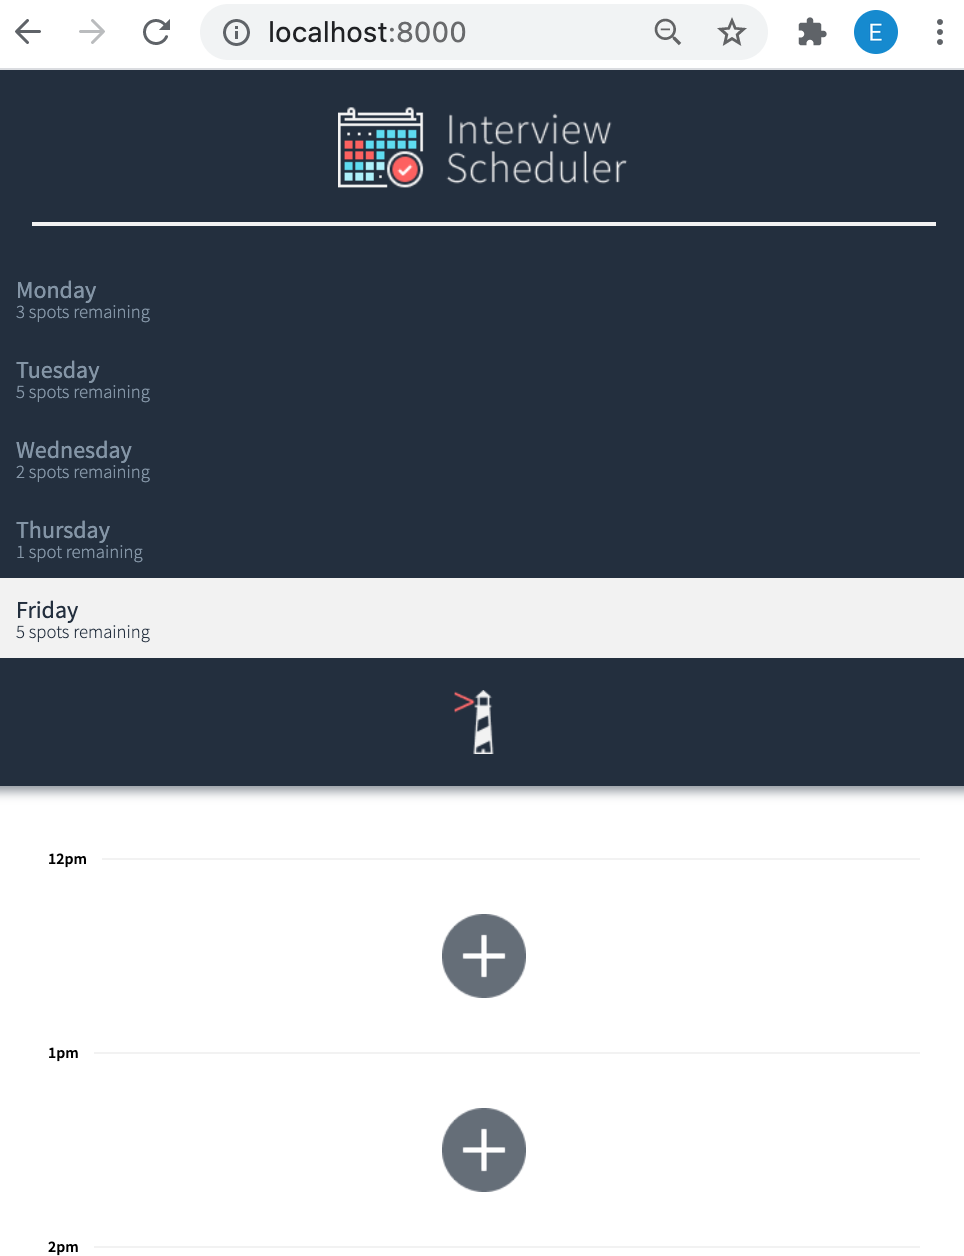 localhost:8000
E
Interview
Scheduler
Monday
3 spots remaining
Tuesday
5 spots remaining
Wednesday
2 spots remaining
Thursday
1 spot remaining
Friday
5 spots remaining
12pm
1pm
2pm